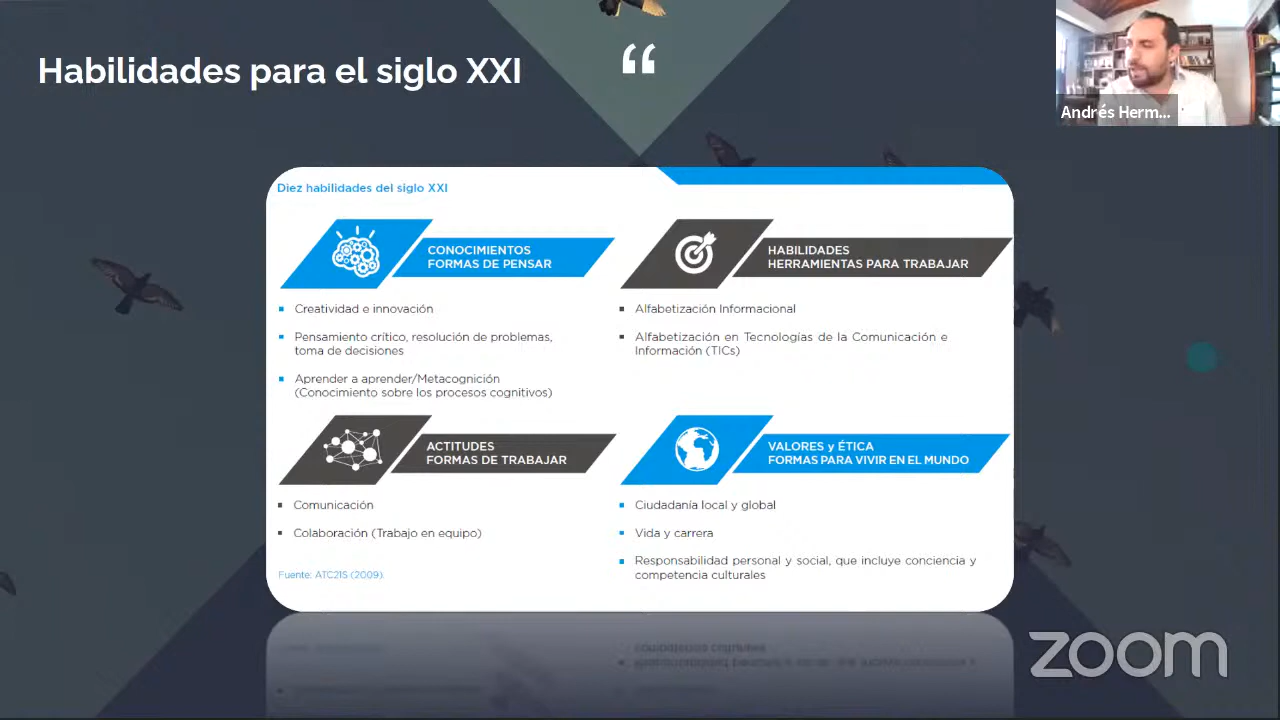 Habilidades para el siglo XXI
“
Andrés Herm...
Diez habilidades del siglo XXI
CONOCIMIENTOS
FORMAS DE PENSAR
Creatividad e innovación
Pensamiento crítico, resolución de problemas,
toma de decisiones
Aprender a aprender/Metacognición
(Conocimiento sobre los procesos cognitivos)
HABILIDADES
HERRAMIENTAS PARA TRABAJAR
Alfabetización Informacional
Alfabetización en Tecnologías de la Comunicación e
Información (TICs)
ACTITUDES
FORMAS DE TRABAJAR
Comunicación
Colaboración (Trabajo en equipo)
VALORES y ÉTICA
FORMAS PARA VIVIR EN EL MUNDO
Ciudadanía local y global
Vida y carrera
Responsabilidad personal y social, que incluye conciencia y
competencia culturales
Fuente: ATC21S (2009).
zoom